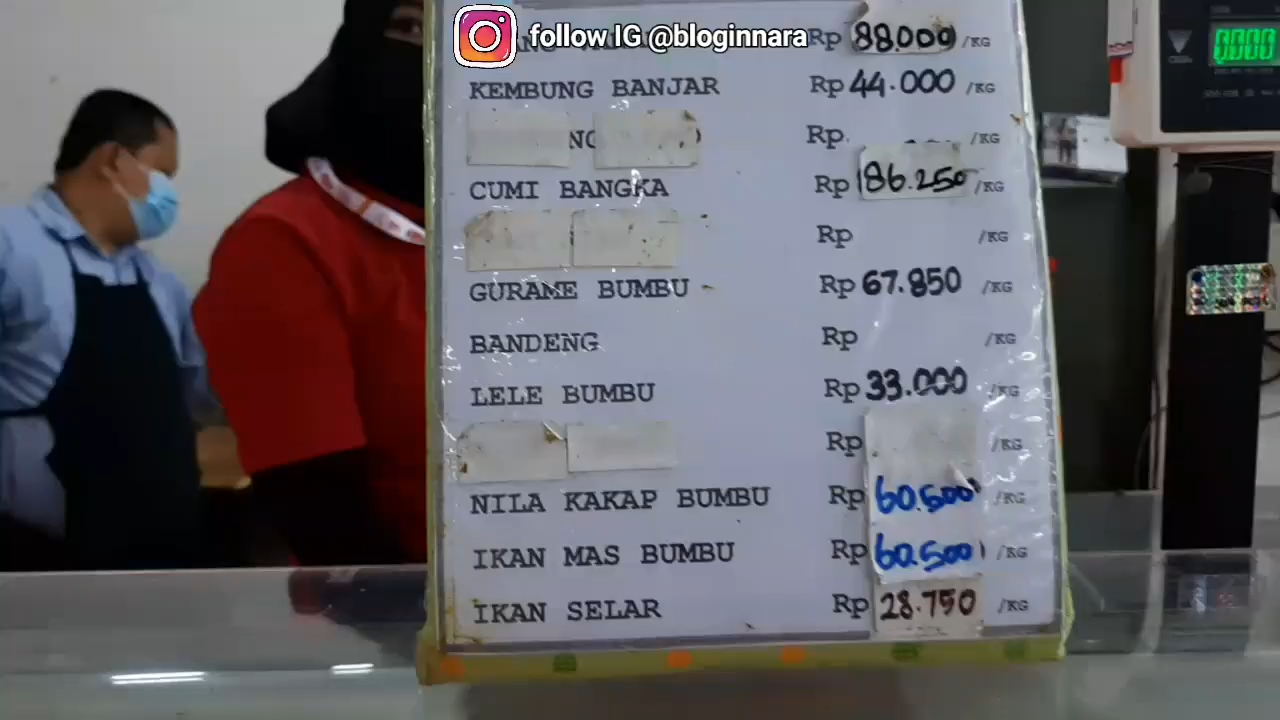 follow IG @bloginnara
Rp 88.000 /KG
KEMBUNG BANJAR Rp 44.000 /KG
Rp. /KG
CUMI BANGKA Rp 186.250 /KG
Rp /KG
GURAME BUMBU Rp 67.850 /KG
BANDENG Rp /KG
LELE BUMBU Rp 33.000 /KG
Rp /KG
NILA KAKAP BUMBU Rp 60.500 /KG
IKAN MAS BUMBU Rp 60.500 /KG
IKAN SELAR Rp 28.750 /KG
0.000